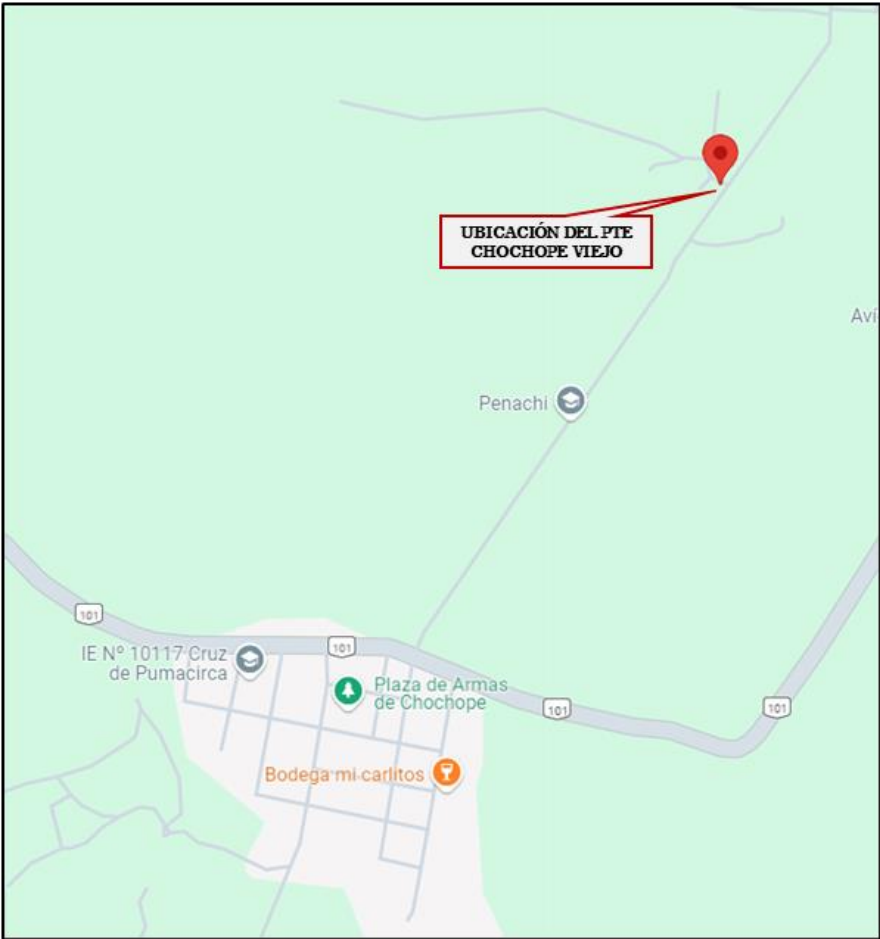 UBICACIÓN DEL PTE
CHOCHOPE VIEJO
Aví
Penachi
101
IE Nº 10117 Cruz
de Pumacirca
101
Plaza de Armas
de Chochope
101
101
Bodega mi carlitos